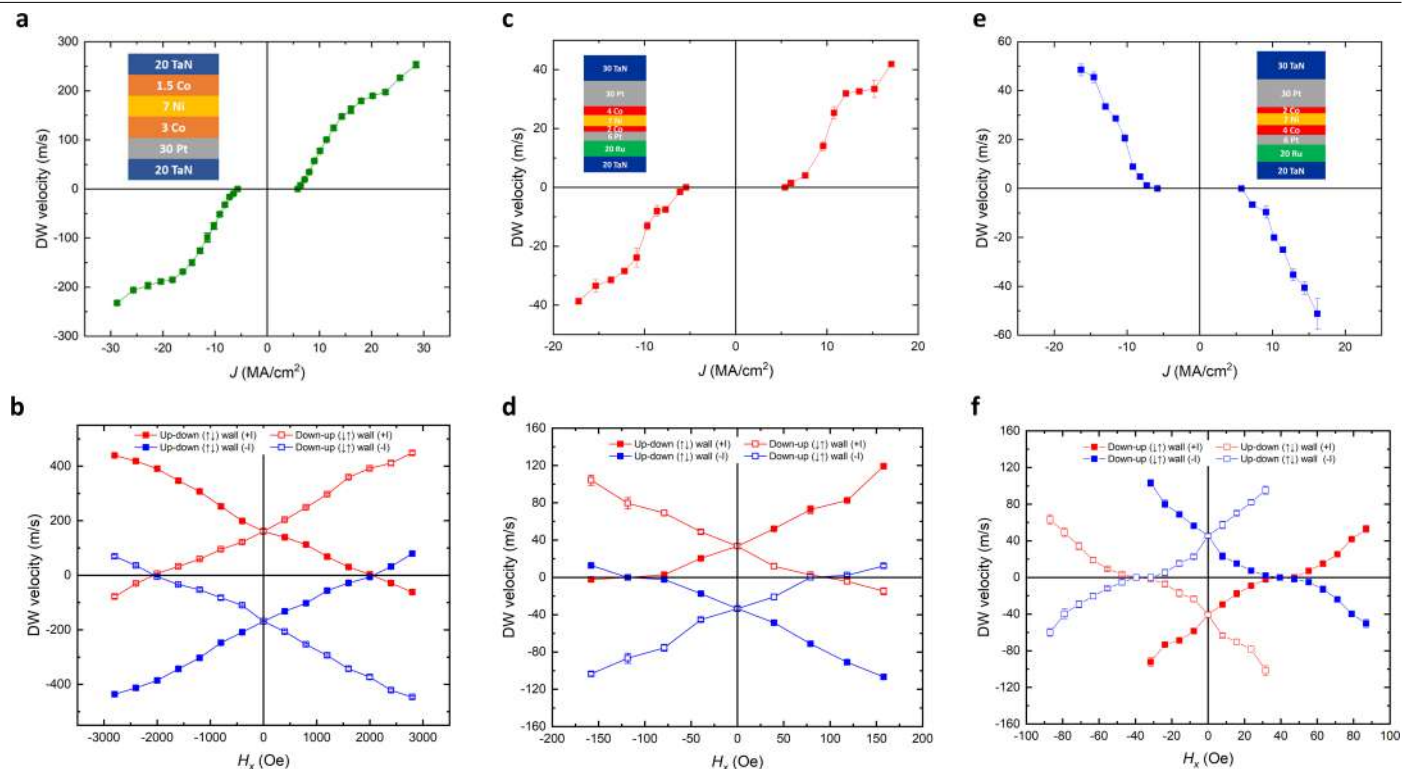 a
DW velocity (m/s)
300
200
100
0
-100
-200
-300
-30
-20
-10
0
10
20
30
J (MA/cm²)
20 TaN
1.5 Co
7 Ni
3 Co
30 Pt
20 TaN
c
DW velocity (m/s)
40
20
0
-20
-40
-20
-10
0
10
20
J (MA/cm²)
30 TaN
30 Pt
4 Co
7 Ni
2 Co
6 Pt
20 Ru
20 TaN
e
DW velocity (m/s)
60
40
20
0
-20
-40
-60
-20
-10
0
10
20
J (MA/cm²)
30 TaN
30 Pt
2 Co
7 Ni
4 Co
6 Pt
20 Ru
20 TaN
b
DW velocity (m/s)
400
200
0
-200
-400
-3000
-2000
-1000
0
1000
2000
3000
Hx (Oe)
Up-down (↑↓) wall (+I)
Down-up (↓↑) wall (+I)
Up-down (↑↓) wall (-I)
Down-up (↓↑) wall (-I)
d
DW velocity (m/s)
160
120
80
40
0
-40
-80
-120
-160
-200
-150
-100
-50
0
50
100
150
200
Hx (Oe)
Up-down (↑↓) wall (+I)
Down-up (↓↑) wall (+I)
Up-down (↑↓) wall (-I)
Down-up (↓↑) wall (-I)
f
DW velocity (m/s)
160
120
80
40
0
-40
-80
-120
-160
-100
-80
-60
-40
-20
0
20
40
60
80
100
Hx (Oe)
Down-up (↓↑) wall (+I)
Up-down (↑↓) wall (+I)
Down-up (↓↑) wall (-I)
Up-down (↑↓) wall (-I)